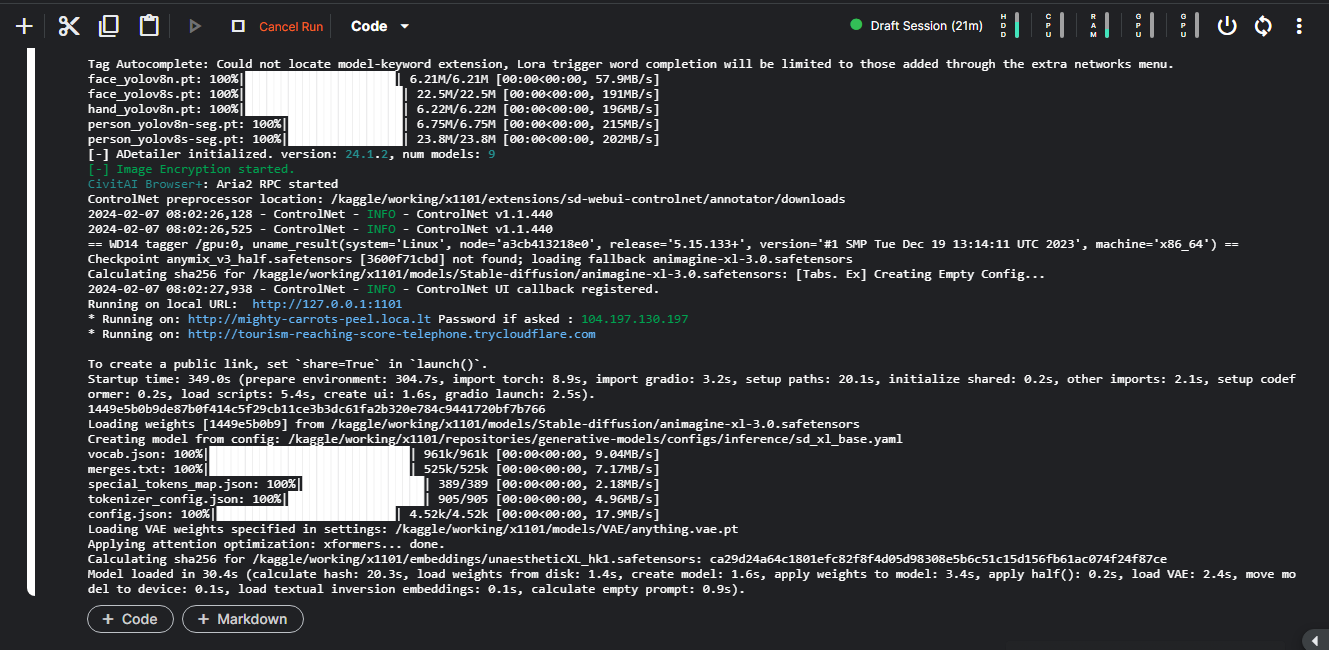 Cancel Run
Code
Draft Session (21m)
HDD
CPU
RAM
GPU
GPU
Tag Autocomplete: Could not locate model-keyword extension, Lora trigger word completion will be limited to those added through the extra networks menu.
face_yolov8n.pt: 100%| | 6.21M/6.21M [00:00<00:00, 57.9MB/s]
face_yolov8s.pt: 100%| | 22.5M/22.5M [00:00<00:00, 191MB/s]
hand_yolov8n.pt: 100%| | 6.22M/6.22M [00:00<00:00, 196MB/s]
person_yolov8n-seg.pt: 100%| | 6.75M/6.75M [00:00<00:00, 215MB/s]
person_yolov8s-seg.pt: 100%| | 23.8M/23.8M [00:00<00:00, 202MB/s]
[-] ADetailer initialized. version: 24.1.2, num models: 9
[-] Image Encryption started.
CivitAI Browser+: Aria2 RPC started
ControlNet preprocessor location: /kaggle/working/x1101/extensions/sd-webui-controlnet/annotator/downloads
2024-02-07 08:02:26,128 - ControlNet - INFO - ControlNet v1.1.440
2024-02-07 08:02:26,525 - ControlNet - INFO - ControlNet v1.1.440
== WD14 tagger /gpu:0, uname_result(system='Linux', node='a3cb413218e0', release='5.15.133+', version='#1 SMP Tue Dec 19 13:14:11 UTC 2023', machine='x86_64') ==
Checkpoint anymix_v3_half.safetensors [3600f71cbd] not found; loading fallback animagine-xl-3.0.safetensors
Calculating sha256 for /kaggle/working/x1101/models/Stable-diffusion/animagine-xl-3.0.safetensors: [Tabs. Ex] Creating Empty Config...
2024-02-07 08:02:27,938 - ControlNet - INFO - ControlNet UI callback registered.
Running on local URL:  http://127.0.0.1:1101
* Running on: http://mighty-carrots-peel.loca.lt Password if asked : 104.197.130.197
* Running on: http://tourism-reaching-score-telephone.trycloudflare.com
To create a public link, set `share=True` in `launch()`.
Startup time: 349.0s (prepare environment: 304.7s, import torch: 8.9s, import gradio: 3.2s, setup paths: 20.1s, initialize shared: 0.2s, other imports: 2.1s, setup codef
ormer: 0.2s, load scripts: 5.4s, create ui: 1.6s, gradio launch: 2.5s).
1449e5b0b9de87b0f414c5f29cb11ce3b3dc61fa2b320e784c9441720bf7b766
Loading weights [1449e5b0b9] from /kaggle/working/x1101/models/Stable-diffusion/animagine-xl-3.0.safetensors
Creating model from config: /kaggle/working/x1101/repositories/generative-models/configs/inference/sd_xl_base.yaml
vocab.json: 100%| | 961k/961k [00:00<00:00, 9.04MB/s]
merges.txt: 100%| | 525k/525k [00:00<00:00, 7.17MB/s]
special_tokens_map.json: 100%| | 389/389 [00:00<00:00, 2.18MB/s]
tokenizer_config.json: 100%| | 905/905 [00:00<00:00, 4.96MB/s]
config.json: 100%| | 4.52k/4.52k [00:00<00:00, 17.9MB/s]
Loading VAE weights specified in settings: /kaggle/working/x1101/models/VAE/anything.vae.pt
Applying attention optimization: xformers... done.
Calculating sha256 for /kaggle/working/x1101/embeddings/unaestheticXL_hk1.safetensors: ca29d24a64c1801efc82f8f4d05d98308e5b6c51c15d156fb61ac074f24f87ce
Model loaded in 30.4s (calculate hash: 20.3s, load weights from disk: 1.4s, create model: 1.6s, apply weights to model: 3.4s, apply half(): 0.2s, load VAE: 2.4s, move mo
del to device: 0.1s, load textual inversion embeddings: 0.1s, calculate empty prompt: 0.9s).
+ Code
+ Markdown